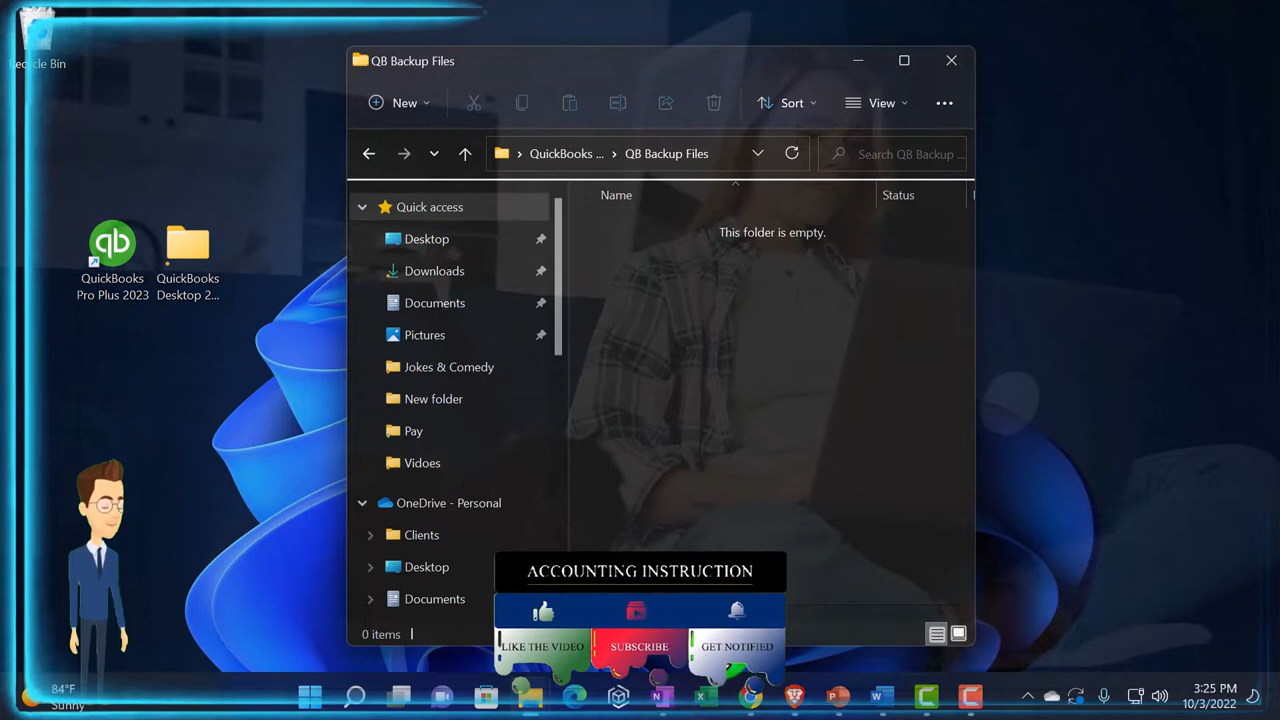 Recycle Bin
QuickBooks
Pro Plus 2023
QuickBooks
Desktop 2...
QB Backup Files
New
Sort
View
QuickBooks ...
QB Backup Files
Search QB Backup ...
Name
Status
This folder is empty.
Quick access
Desktop
Downloads
Documents
Pictures
Jokes & Comedy
New folder
Pay
Vidoes
OneDrive - Personal
Clients
Desktop
Documents
0 items
ACCOUNTING INSTRUCTION
LIKE THE VIDEO
SUBSCRIBE
GET NOTIFIED
84°F
Sunny
3:25 PM
10/3/2022